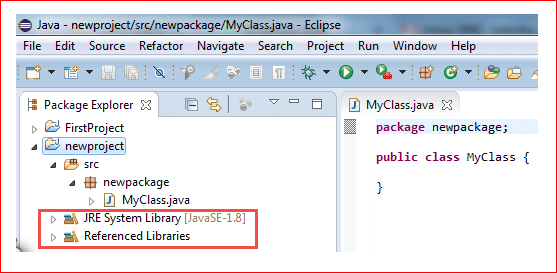 Java - newproject/src/newpackage/MyClass.java - Eclipse
File Edit Source Refactor Navigate Search Project Run Window Help
Package Explorer
MyClass.java
FirstProject
newproject
src
newpackage
MyClass.java
JRE System Library [JavaSE-1.8]
Referenced Libraries
package newpackage;
public class MyClass {
}